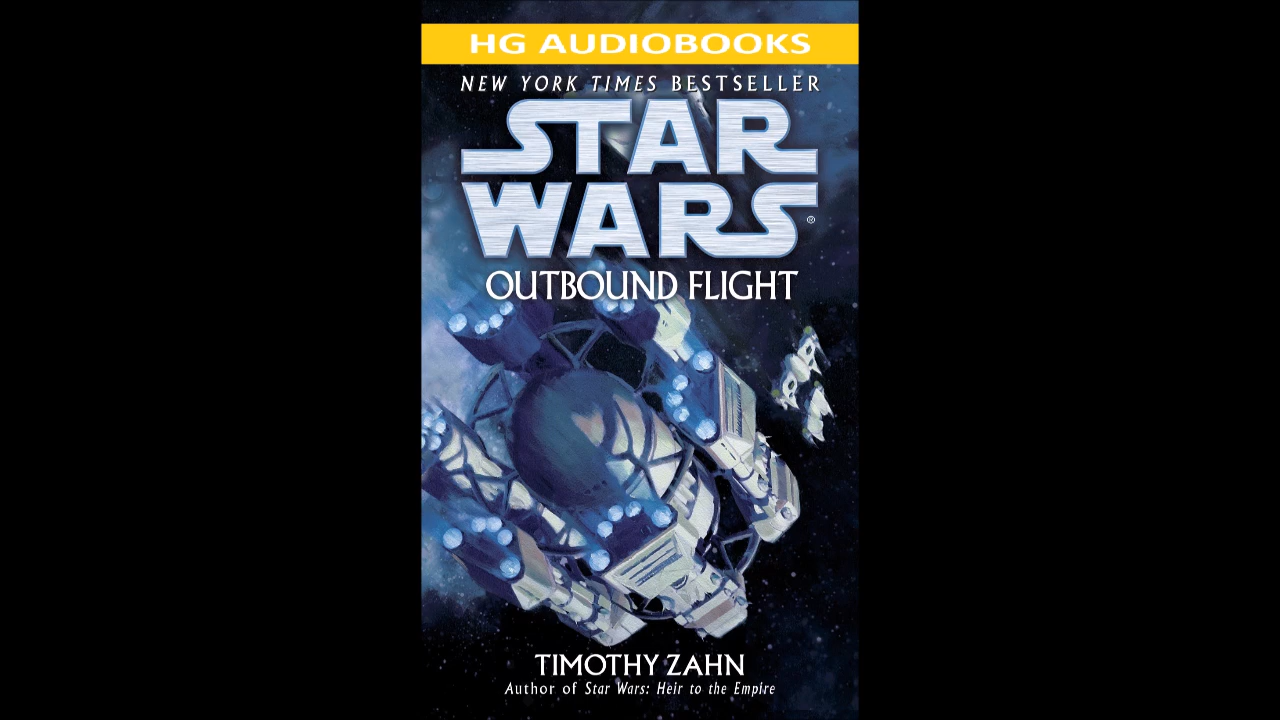 HG AUDIOBOOKS
NEW YORK TIMES BESTSELLER
STAR
WARS®
OUTBOUND FLIGHT
TIMOTHY ZAHN
Author of Star Wars: Heir to the Empire